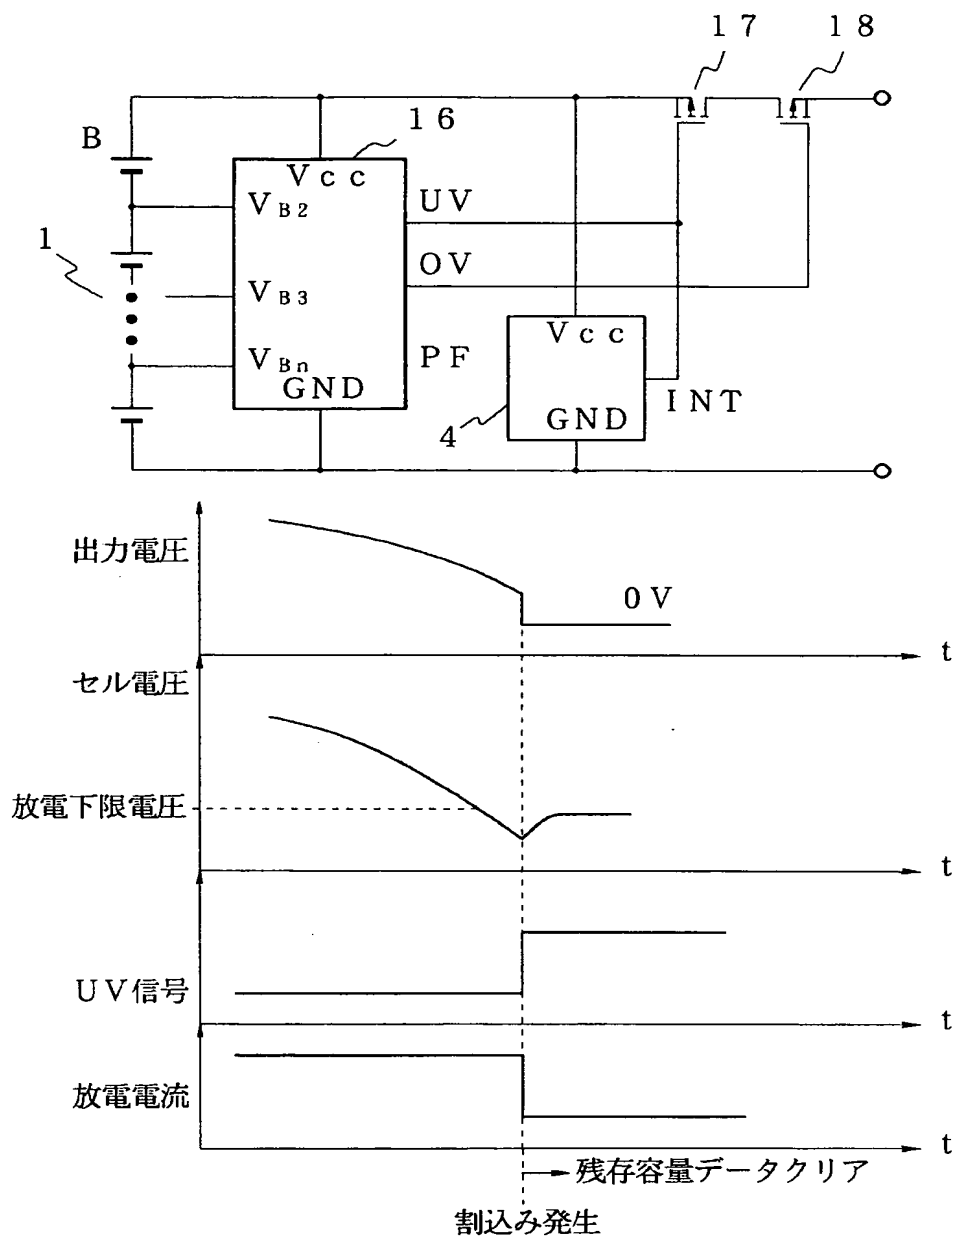 17 18
B
16
Vcc
VB2
UV
1
OV
VB3
Vcc
VBn
PF
GND
INT
4
GND
出力電圧
0V
t
セル電圧
放電下限電圧
t
UV信号
t
放電電流
t
残存容量データクリア
割込み発生